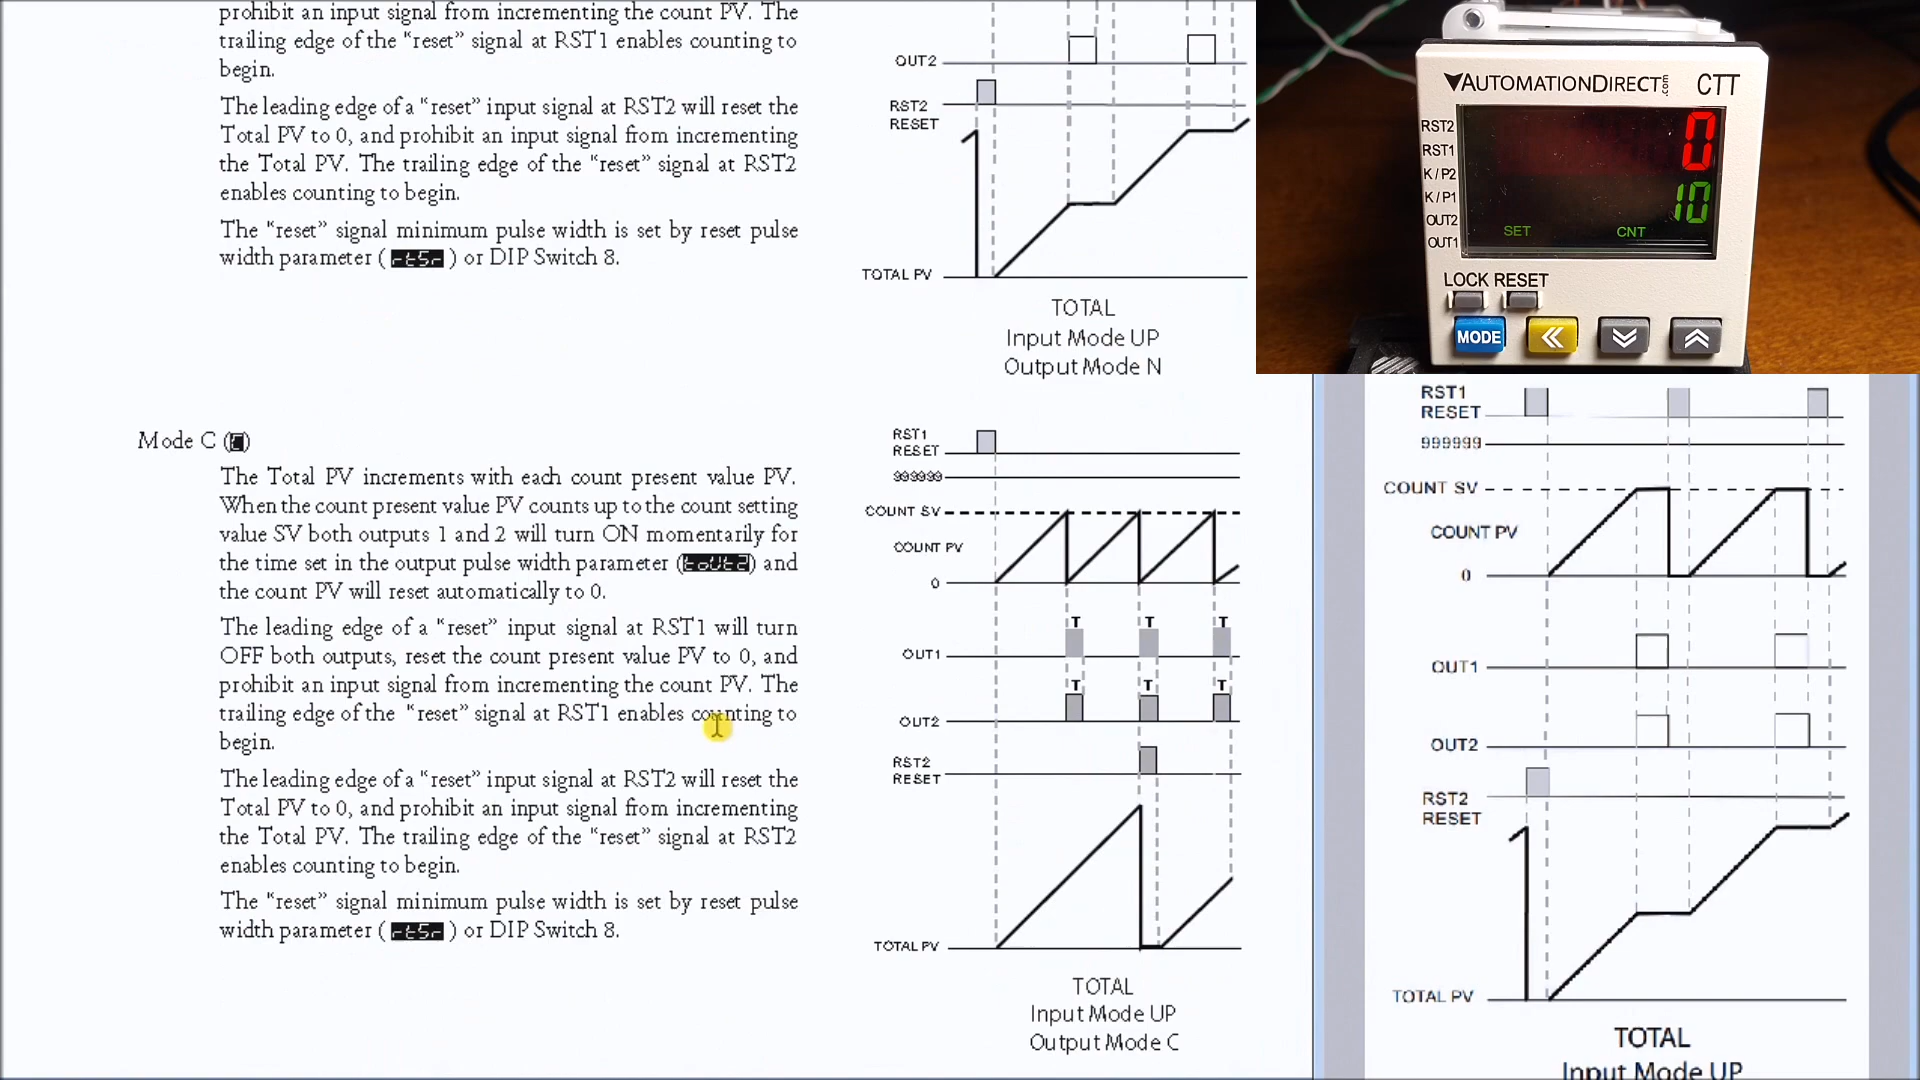 prohibit an input signal from incrementing the count PV. The
trailing edge of the “reset” signal at RST1 enables counting to
begin.
The leading edge of a “reset” input signal at RST2 will reset the
Total PV to 0, and prohibit an input signal from incrementing
the Total PV. The trailing edge of the “reset” signal at RST2
enables counting to begin.
The “reset” signal minimum pulse width is set by reset pulse
width parameter ( rtSr ) or DIP Switch 8.
OUT2
RST2
RESET
TOTAL PV
TOTAL
Input Mode UP
Output Mode N
AUTOMATIONDIRECT.com CTT
RST2
RST1
K / P2
K / P1
OUT2
OUT1
0
10
SET CNT
LOCK RESET
MODE
Mode C (C)
The Total PV increments with each count present value PV.
When the count present value PV counts up to the count setting
value SV both outputs 1 and 2 will turn ON momentarily for
the time set in the output pulse width parameter (toUt2) and
the count PV will reset automatically to 0.
The leading edge of a “reset” input signal at RST1 will turn
OFF both outputs, reset the count present value PV to 0, and
prohibit an input signal from incrementing the count PV. The
trailing edge of the “reset” signal at RST1 enables counting to
begin.
The leading edge of a “reset” input signal at RST2 will reset the
Total PV to 0, and prohibit an input signal from incrementing
the Total PV. The trailing edge of the “reset” signal at RST2
enables counting to begin.
The “reset” signal minimum pulse width is set by reset pulse
width parameter ( rtSr ) or DIP Switch 8.
RST1
RESET
999999
COUNT SV
COUNT PV
0
T T T
OUT1
T T T
OUT2
RST2
RESET
TOTAL PV
TOTAL
Input Mode UP
Output Mode C
RST1
RESET
999999
COUNT SV
COUNT PV
0
OUT1
OUT2
RST2
RESET
TOTAL PV
TOTAL
Input Mode UP